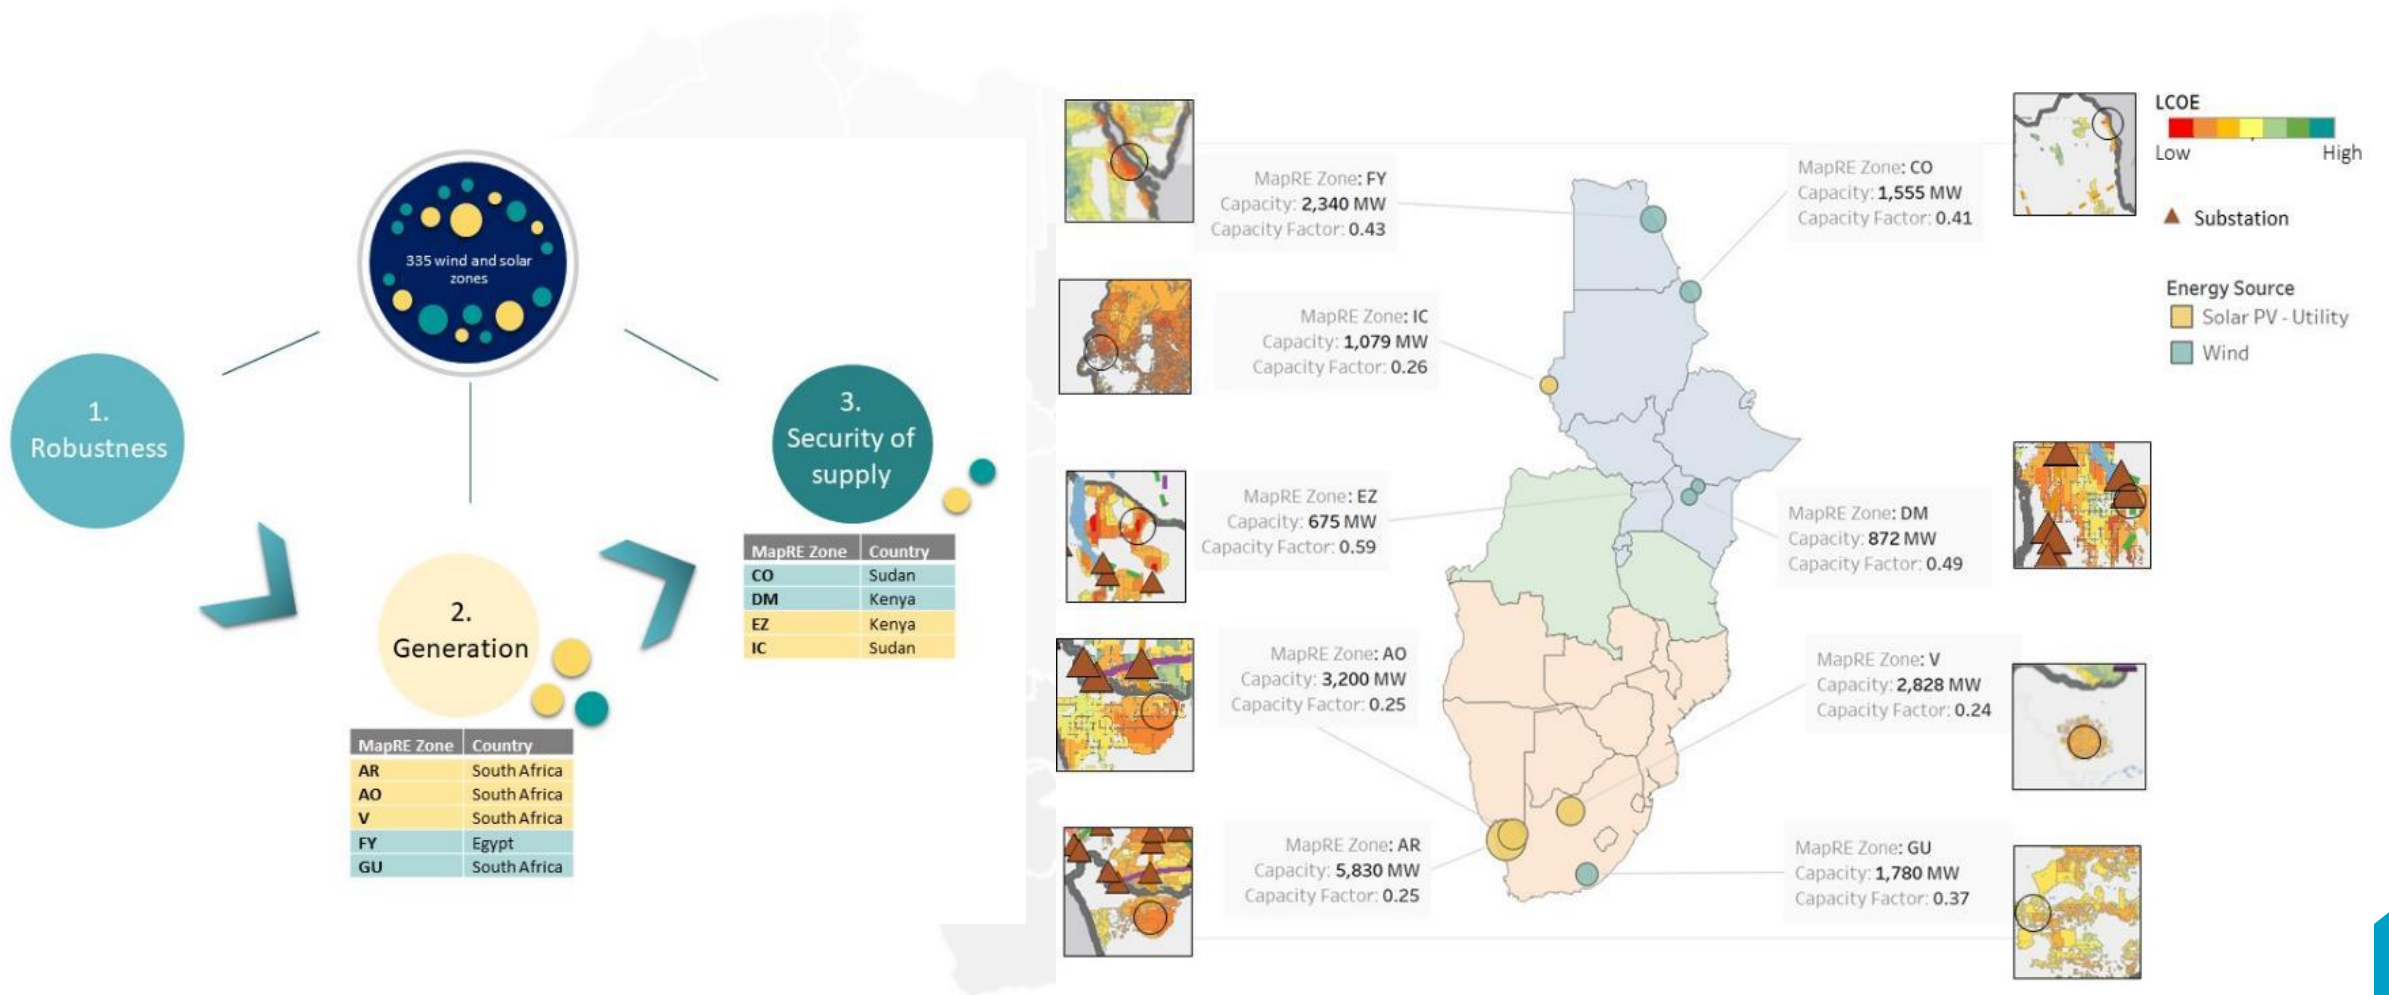 335 wind and solar
zones
1.
Robustness
2.
Generation
3.
Security of
supply
MapRE Zone Country
CO Sudan
DM Kenya
EZ Kenya
IC Sudan
MapRE Zone Country
AR South Africa
AO South Africa
V South Africa
FY Egypt
GU South Africa
MapRE Zone: FY
Capacity: 2,340 MW
Capacity Factor: 0.43
MapRE Zone: CO
Capacity: 1,555 MW
Capacity Factor: 0.41
MapRE Zone: IC
Capacity: 1,079 MW
Capacity Factor: 0.26
MapRE Zone: EZ
Capacity: 675 MW
Capacity Factor: 0.59
MapRE Zone: DM
Capacity: 872 MW
Capacity Factor: 0.49
MapRE Zone: AO
Capacity: 3,200 MW
Capacity Factor: 0.25
MapRE Zone: V
Capacity: 2,828 MW
Capacity Factor: 0.24
MapRE Zone: AR
Capacity: 5,830 MW
Capacity Factor: 0.25
MapRE Zone: GU
Capacity: 1,780 MW
Capacity Factor: 0.37
LCOE
Low High
Substation
Energy Source
Solar PV - Utility
Wind